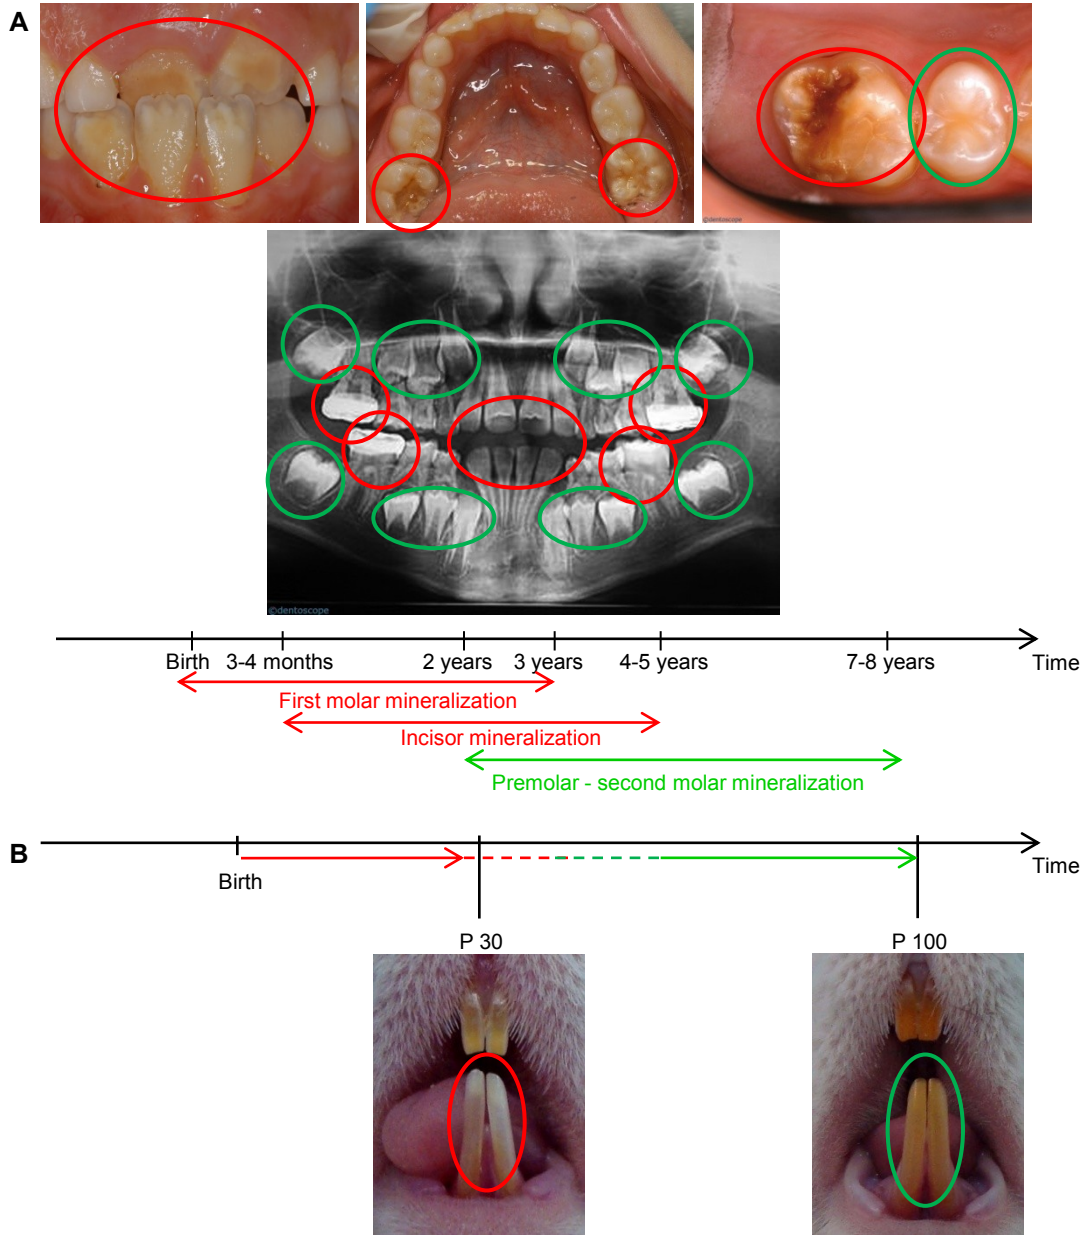 A
©dentoscope
©dentoscope
Birth 3-4 months 2 years 3 years 4-5 years 7-8 years Time
First molar mineralization
Incisor mineralization
Premolar - second molar mineralization
B
Birth
Time
P 30
P 100